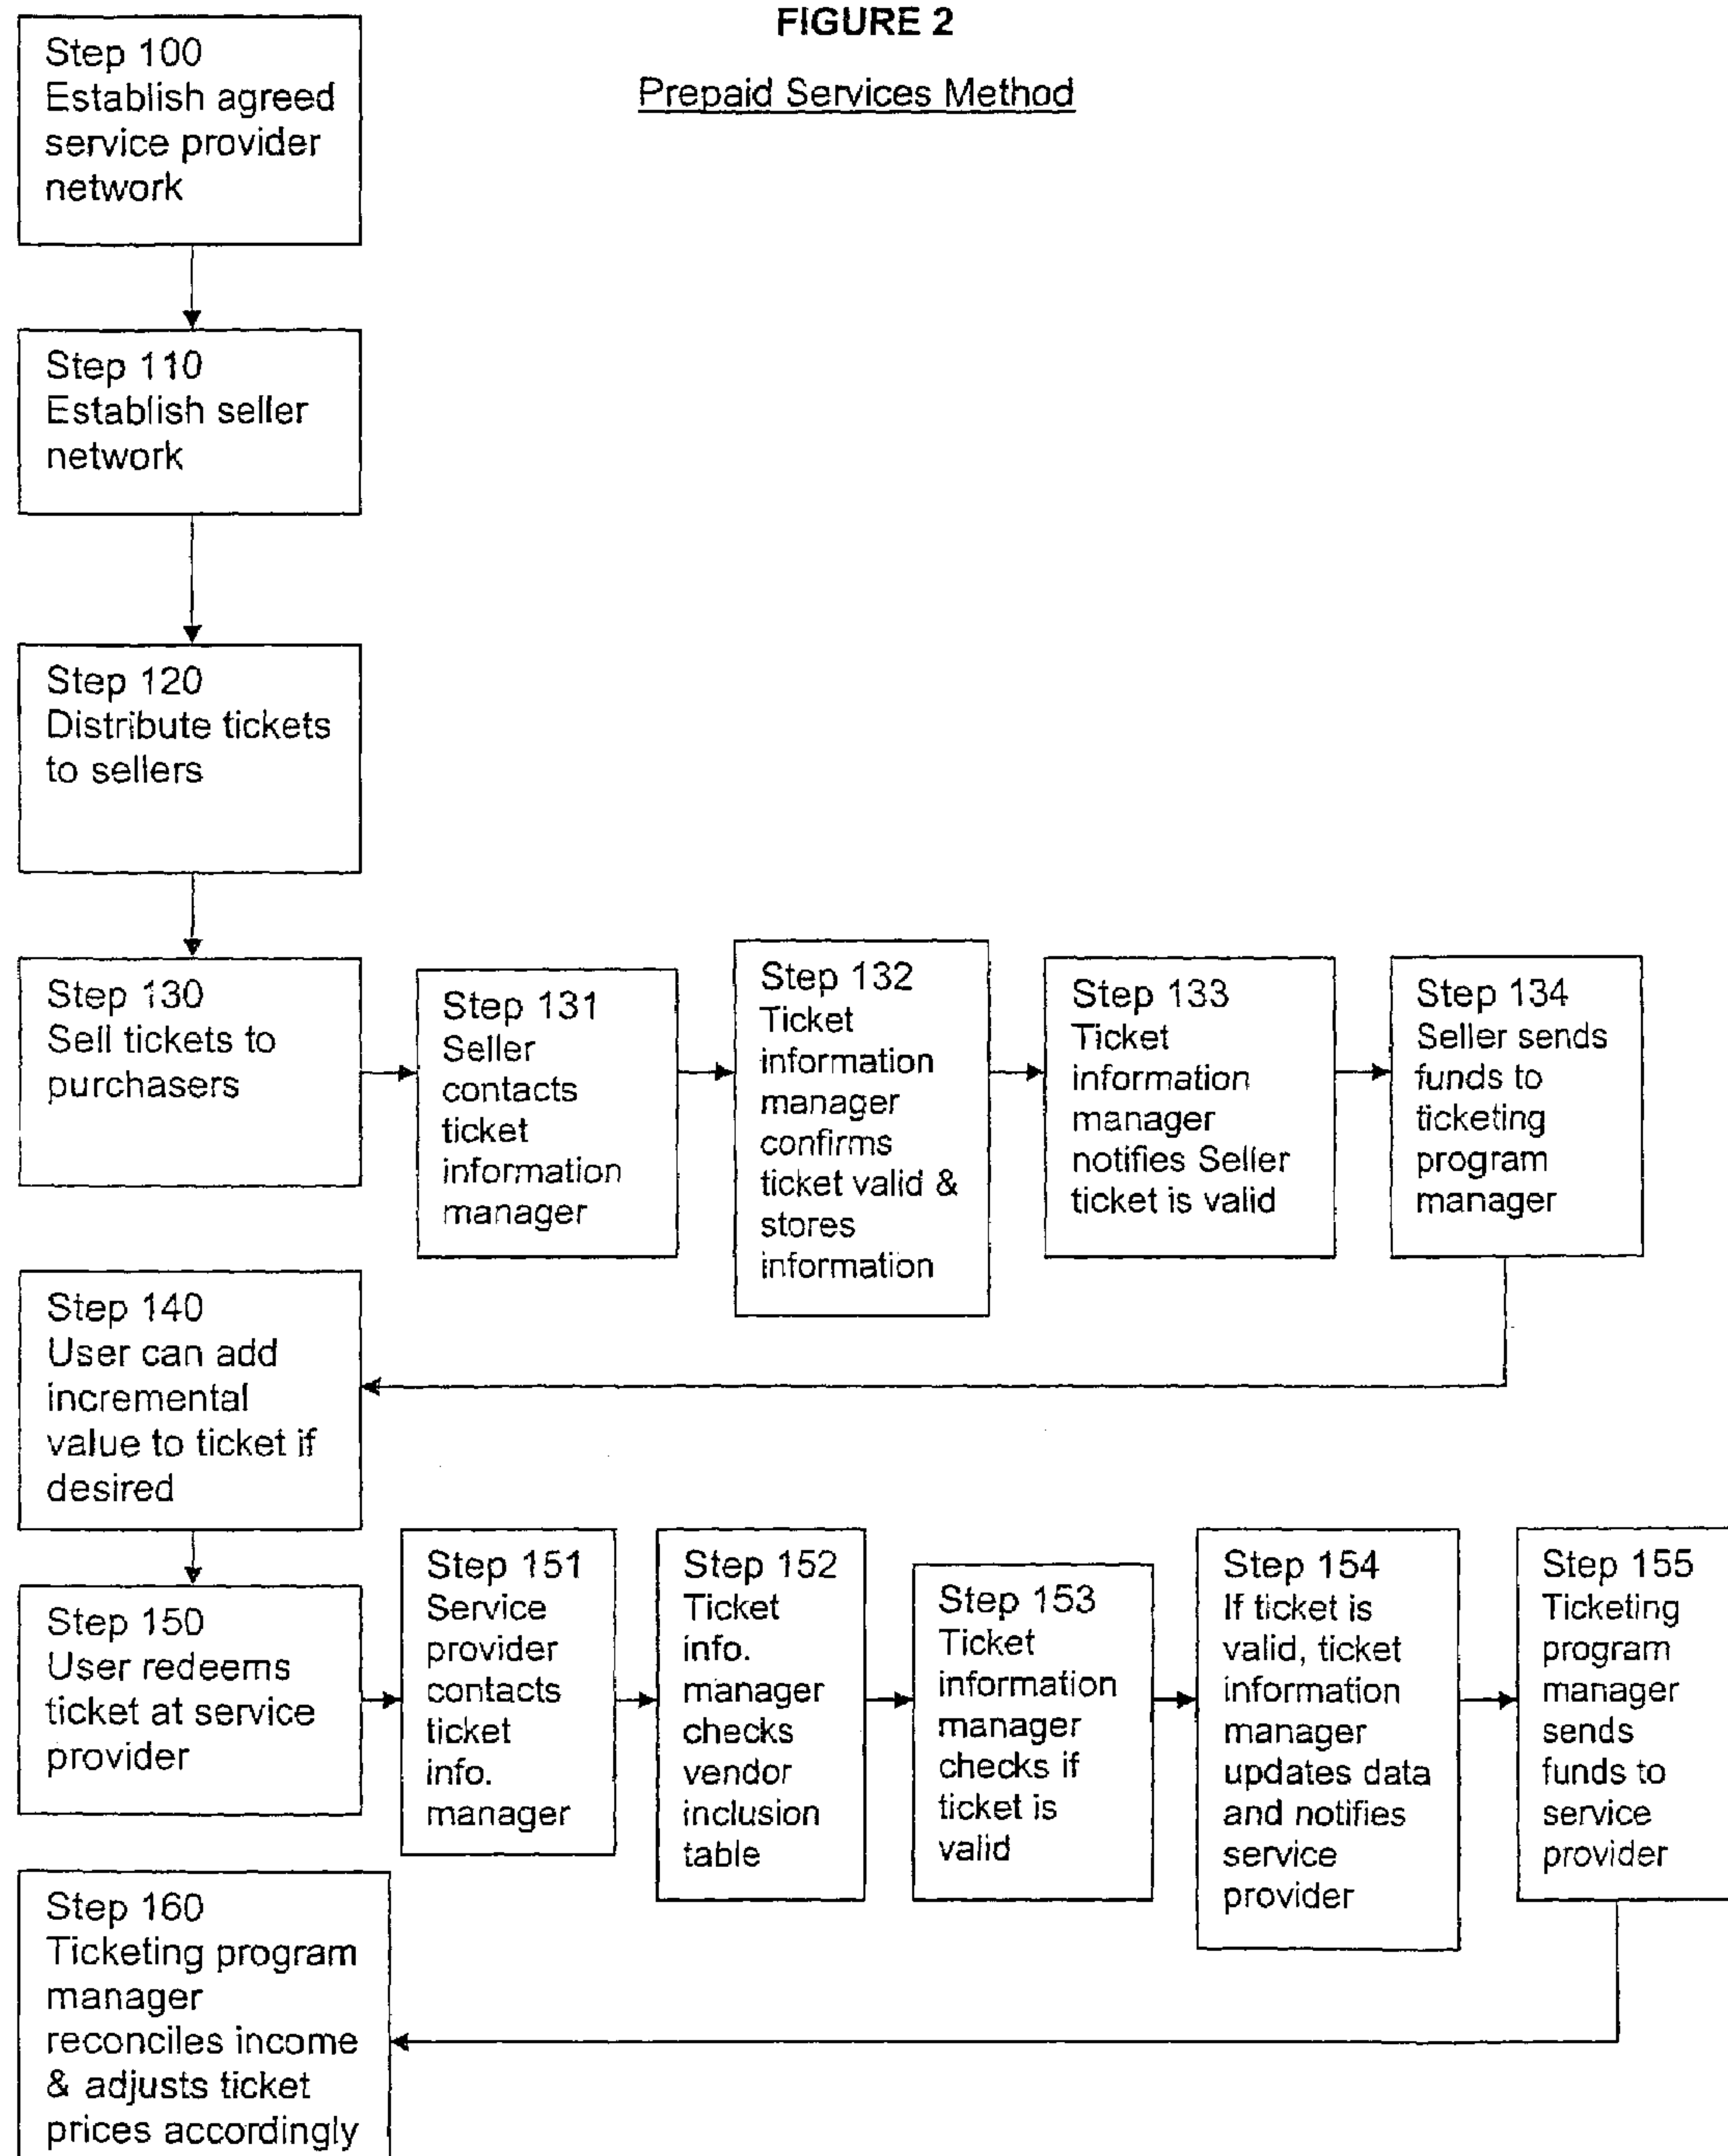 FIGURE 2
Prepaid Services Method
Step 100
Establish agreed
service provider
network
Step 110
Establish seller
network
Step 120
Distribute tickets
to sellers
Step 130
Sell tickets to
purchasers
Step 131
Seller
contacts
ticket
information
manager
Step 132
Ticket
information
manager
confirms
ticket valid &
stores
information
Step 133
Ticket
information
manager
notifies Seller
ticket is valid
Step 134
Seller sends
funds to
ticketing
program
manager
Step 140
User can add
incremental
value to ticket if
desired
Step 150
User redeems
ticket at service
provider
Step 151
Service
provider
contacts
ticket
info.
manager
Step 152
Ticket
info.
manager
checks
vendor
inclusion
table
Step 153
Ticket
information
manager
checks if
ticket is
valid
Step 154
If ticket is
valid, ticket
information
manager
updates data
and notifies
service
provider
Step 155
Ticketing
program
manager
sends
funds to
service
provider
Step 160
Ticketing program
manager
reconciles income
& adjusts ticket
prices accordingly